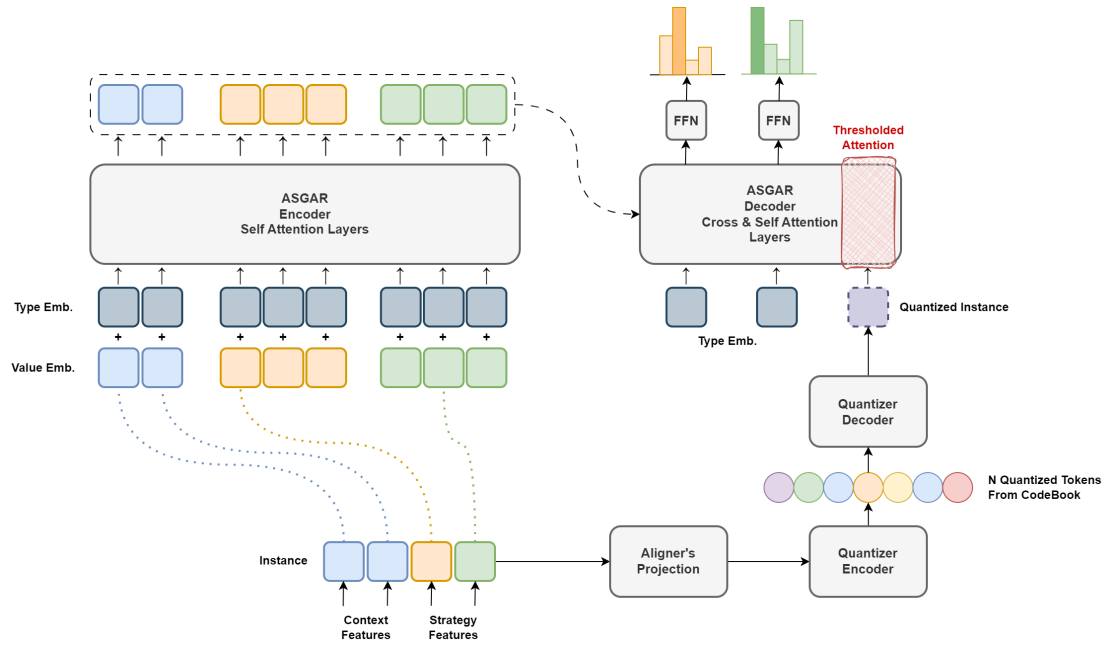 FFN
FFN
Thresholded
Attention
ASGAR
Encoder
Self Attention Layers
ASGAR
Decoder
Cross & Self Attention
Layers
Type Emb.
+ + + + + + + +
Value Emb.
Type Emb.
Quantized Instance
Quantizer
Decoder
N Quantized Tokens
From CodeBook
Instance
Aligner's
Projection
Quantizer
Encoder
Context
Features
Strategy
Features